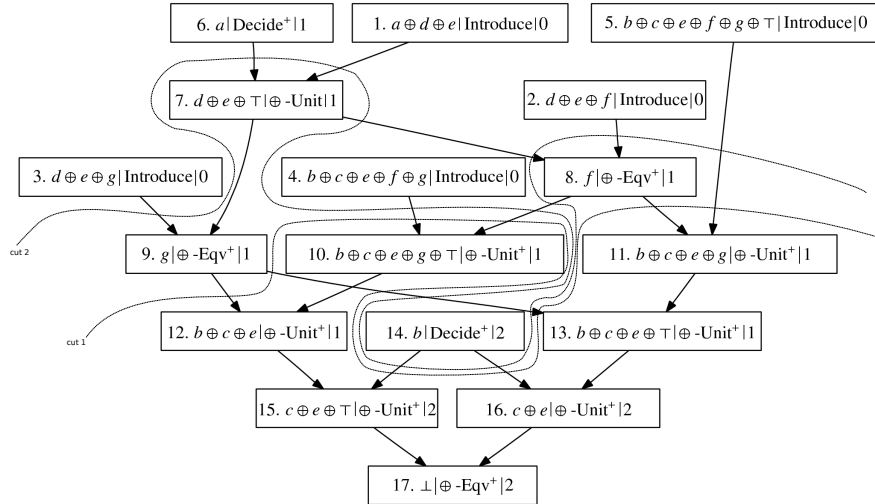 6. a|Decide⁺|1
1. a ⊕ d ⊕ e|Introduce|0
5. b ⊕ c ⊕ e ⊕ f ⊕ g ⊕ ⊤|Introduce|0
7. d ⊕ e ⊕ ⊤|⊕ -Unit|1
2. d ⊕ e ⊕ f|Introduce|0
3. d ⊕ e ⊕ g|Introduce|0
4. b ⊕ c ⊕ e ⊕ f ⊕ g|Introduce|0
8. f|⊕ -Eqv⁺|1
cut 2
9. g|⊕ -Eqv⁺|1
10. b ⊕ c ⊕ e ⊕ g ⊕ ⊤|⊕ -Unit⁺|1
11. b ⊕ c ⊕ e ⊕ g|⊕ -Unit⁺|1
cut 1
12. b ⊕ c ⊕ e|⊕ -Unit⁺|1
14. b|Decide⁺|2
13. b ⊕ c ⊕ e ⊕ ⊤|⊕ -Unit⁺|1
15. c ⊕ e ⊕ ⊤|⊕ -Unit⁺|2
16. c ⊕ e|⊕ -Unit⁺|2
17. ⊥|⊕ -Eqv⁺|2